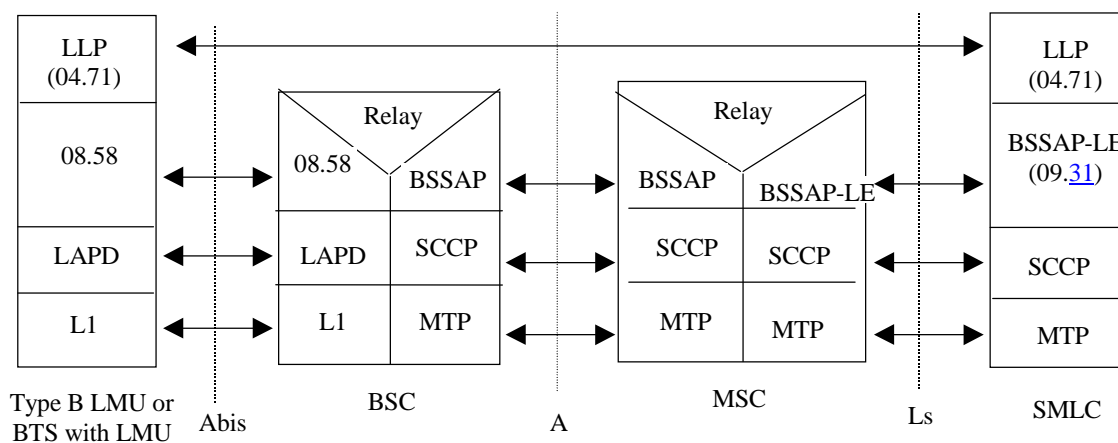 LLP
(04.71)
08.58
LAPD
L1
Type B LMU or
BTS with LMU
Abis
Relay
08.58
BSSAP
LAPD
SCCP
L1
MTP
BSC
A
Relay
BSSAP
BSSAP-LE
SCCP
SCCP
MTP
MTP
MSC
Ls
LLP
(04.71)
BSSAP-LE
(09.31)
SCCP
MTP
SMLC